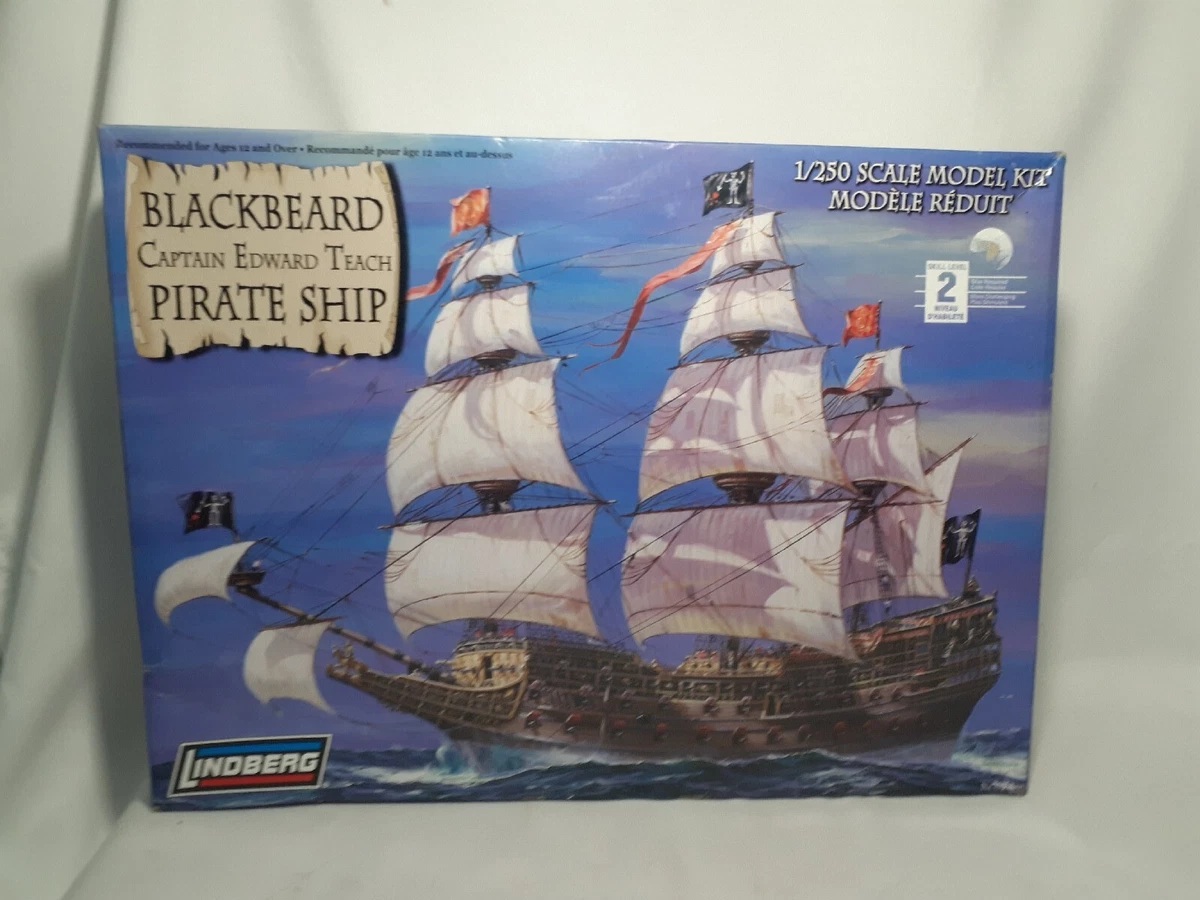 Recommended for Ages 12 and Over • Recommandé pour âge 12 ans et au-dessus
BLACKBEARD
CAPTAIN EDWARD TEACH
PIRATE SHIP
1/250 SCALE MODEL KIT
MODÈLE RÉDUIT
SKILL LEVEL
2
NIVEAU
D'HABILETÉ
LINDBERG